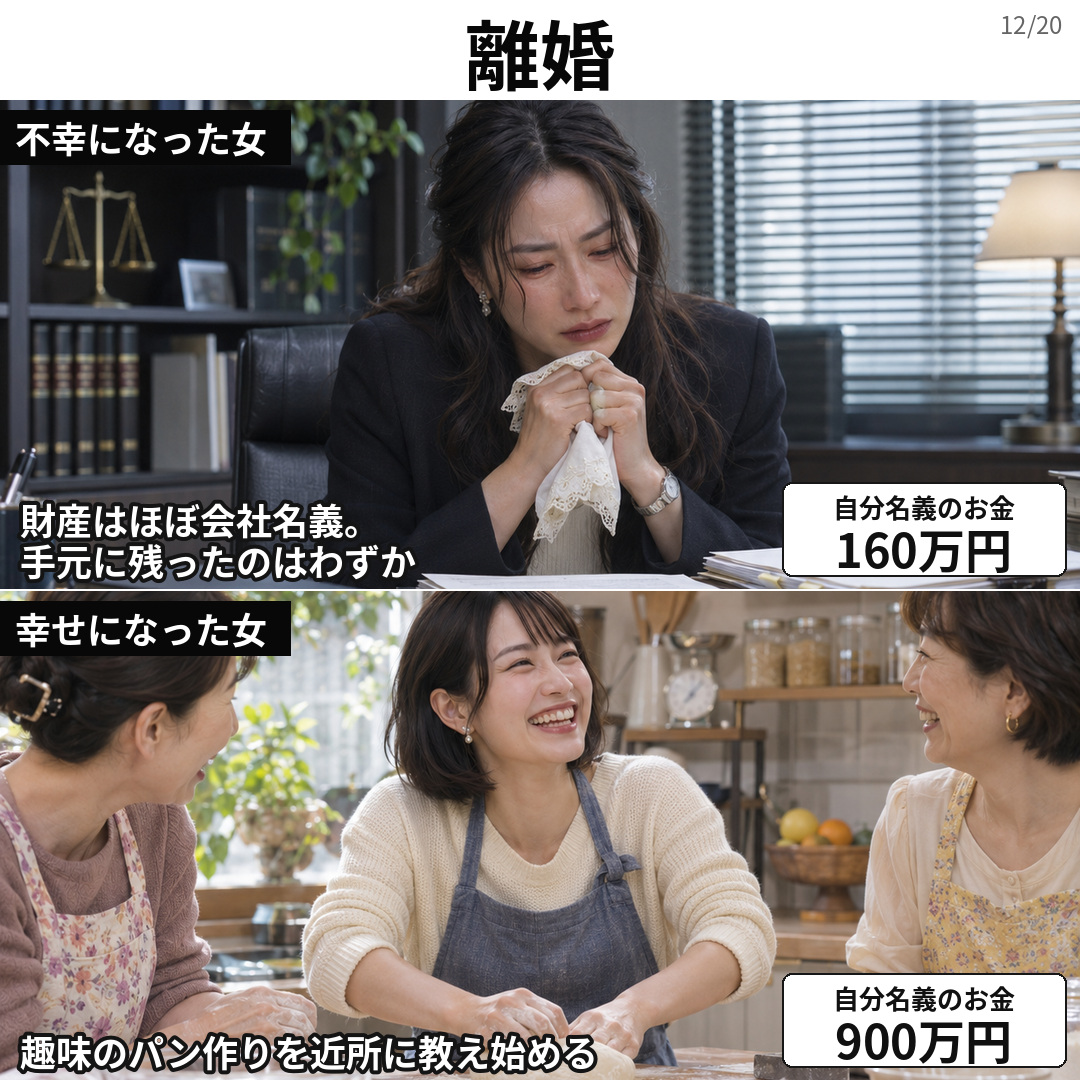 離婚
12/20
不幸になった女
財産はほぼ会社名義。
手元に残ったのはわずか
自分名義のお金
160万円
幸せになった女
趣味のパン作りを近所に教え始める
自分名義のお金
900万円